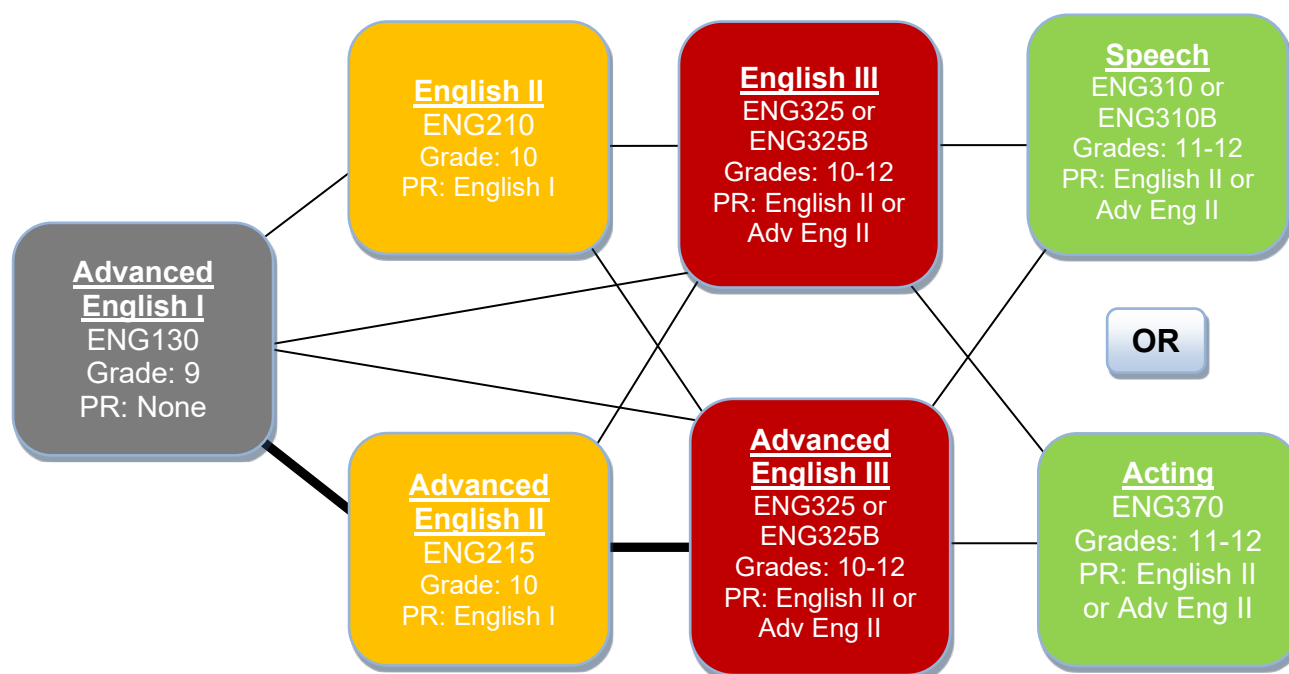 Advanced
English I
ENG130
Grade: 9
PR: None
English II
ENG210
Grade: 10
PR: English I
Advanced
English II
ENG215
Grade: 10
PR: English I
English III
ENG325 or
ENG325B
Grades: 10-12
PR: English II or
Adv Eng II
Advanced
English III
ENG325 or
ENG325B
Grades: 10-12
PR: English II or
Adv Eng II
Speech
ENG310 or
ENG310B
Grades: 11-12
PR: English II or
Adv Eng II
OR
Acting
ENG370
Grades: 11-12
PR: English II
or Adv Eng II